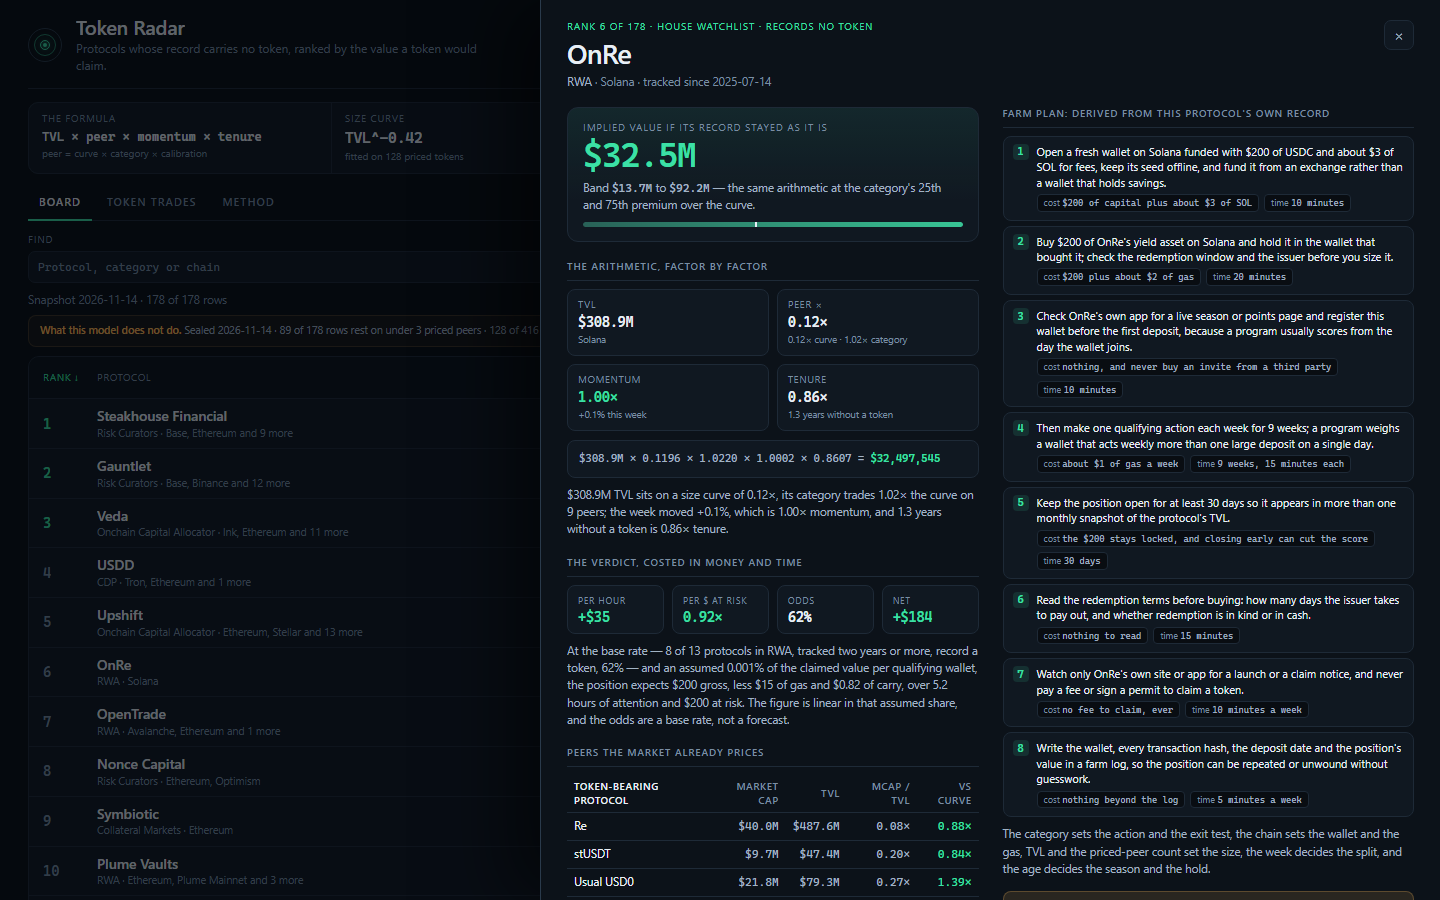 Token Radar
Protocols whose record carries no token, ranked by the value a token would
claim.
THE FORMULA
TVL × peer × momentum × tenure
peer = curve × category × calibration
SIZE CURVE
TVL^−0.42
fitted on 128 priced tokens
BOARD
TOKEN TRADES
METHOD
FIND
Protocol, category or chain
Snapshot 2026-11-14 · 178 of 178 rows
What this model does not do. Sealed 2026-11-14 · 89 of 178 rows rest on under 3 priced peers · 128 of 416
RANK ↓ PROTOCOL
1 Steakhouse Financial
Risk Curators · Base, Ethereum and 9 more
2 Gauntlet
Risk Curators · Base, Binance and 12 more
3 Veda
Onchain Capital Allocator · Ink, Ethereum and 11 more
4 USDD
CDP · Tron, Ethereum and 1 more
5 Upshift
Onchain Capital Allocator · Ethereum, Stellar and 13 more
6 OnRe
RWA · Solana
7 OpenTrade
RWA · Avalanche, Ethereum and 1 more
8 Nonce Capital
Risk Curators · Ethereum, Optimism
9 Symbiotic
Collateral Markets · Ethereum
10 Plume Vaults
RWA · Ethereum, Plume Mainnet and 3 more
RANK 6 OF 178 · HOUSE WATCHLIST · RECORDS NO TOKEN
OnRe
RWA · Solana · tracked since 2025-07-14
×
IMPLIED VALUE IF ITS RECORD STAYED AS IT IS
$32.5M
Band $13.7M to $92.2M — the same arithmetic at the category's 25th
and 75th premium over the curve.
THE ARITHMETIC, FACTOR BY FACTOR
TVL
$308.9M
Solana
PEER ×
0.12×
0.12× curve · 1.02× category
MOMENTUM
1.00×
+0.1% this week
TENURE
0.86×
1.3 years without a token
$308.9M × 0.1196 × 1.0220 × 1.0002 × 0.8607 = $32,497,545
$308.9M TVL sits on a size curve of 0.12×, its category trades 1.02× the curve on
9 peers; the week moved +0.1%, which is 1.00× momentum, and 1.3 years
without a token is 0.86× tenure.
THE VERDICT, COSTED IN MONEY AND TIME
PER HOUR
+$35
PER $ AT RISK
0.92×
ODDS
62%
NET
+$184
At the base rate — 8 of 13 protocols in RWA, tracked two years or more, record a
token, 62% — and an assumed 0.001% of the claimed value per qualifying wallet,
the position expects $200 gross, less $15 of gas and $0.82 of carry, over 5.2
hours of attention and $200 at risk. The figure is linear in that assumed share,
and the odds are a base rate, not a forecast.
PEERS THE MARKET ALREADY PRICES
TOKEN-BEARING PROTOCOL MARKET CAP TVL MCAP / TVL VS CURVE
Re $40.0M $487.6M 0.08× 0.88×
stUSDT $9.7M $47.4M 0.20× 0.84×
Usual USD0 $21.8M $79.3M 0.27× 1.39×
FARM PLAN: DERIVED FROM THIS PROTOCOL'S OWN RECORD
1 Open a fresh wallet on Solana funded with $200 of USDC and about $3 of
SOL for fees, keep its seed offline, and fund it from an exchange rather than
a wallet that holds savings.
cost $200 of capital plus about $3 of SOL time 10 minutes
2 Buy $200 of OnRe's yield asset on Solana and hold it in the wallet that
bought it; check the redemption window and the issuer before you size it.
cost $200 plus about $2 of gas time 20 minutes
3 Check OnRe's own app for a live season or points page and register this
wallet before the first deposit, because a program usually scores from the
day the wallet joins.
cost nothing, and never buy an invite from a third party
time 10 minutes
4 Then make one qualifying action each week for 9 weeks; a program weighs
a wallet that acts weekly more than one large deposit on a single day.
cost about $1 of gas a week time 9 weeks, 15 minutes each
5 Keep the position open for at least 30 days so it appears in more than one
monthly snapshot of the protocol's TVL.
cost the $200 stays locked, and closing early can cut the score
time 30 days
6 Read the redemption terms before buying: how many days the issuer takes
to pay out, and whether redemption is in kind or in cash.
cost nothing to read time 15 minutes
7 Watch only OnRe's own site or app for a launch or a claim notice, and never
pay a fee or sign a permit to claim a token.
cost no fee to claim, ever time 10 minutes a week
8 Write the wallet, every transaction hash, the deposit date and the position's
value in a farm log, so the position can be repeated or unwound without
guesswork.
cost nothing beyond the log time 5 minutes a week
The category sets the action and the exit test, the chain sets the wallet and the
gas, TVL and the priced-peer count set the size, the week decides the split, and
the age decides the season and the hold.